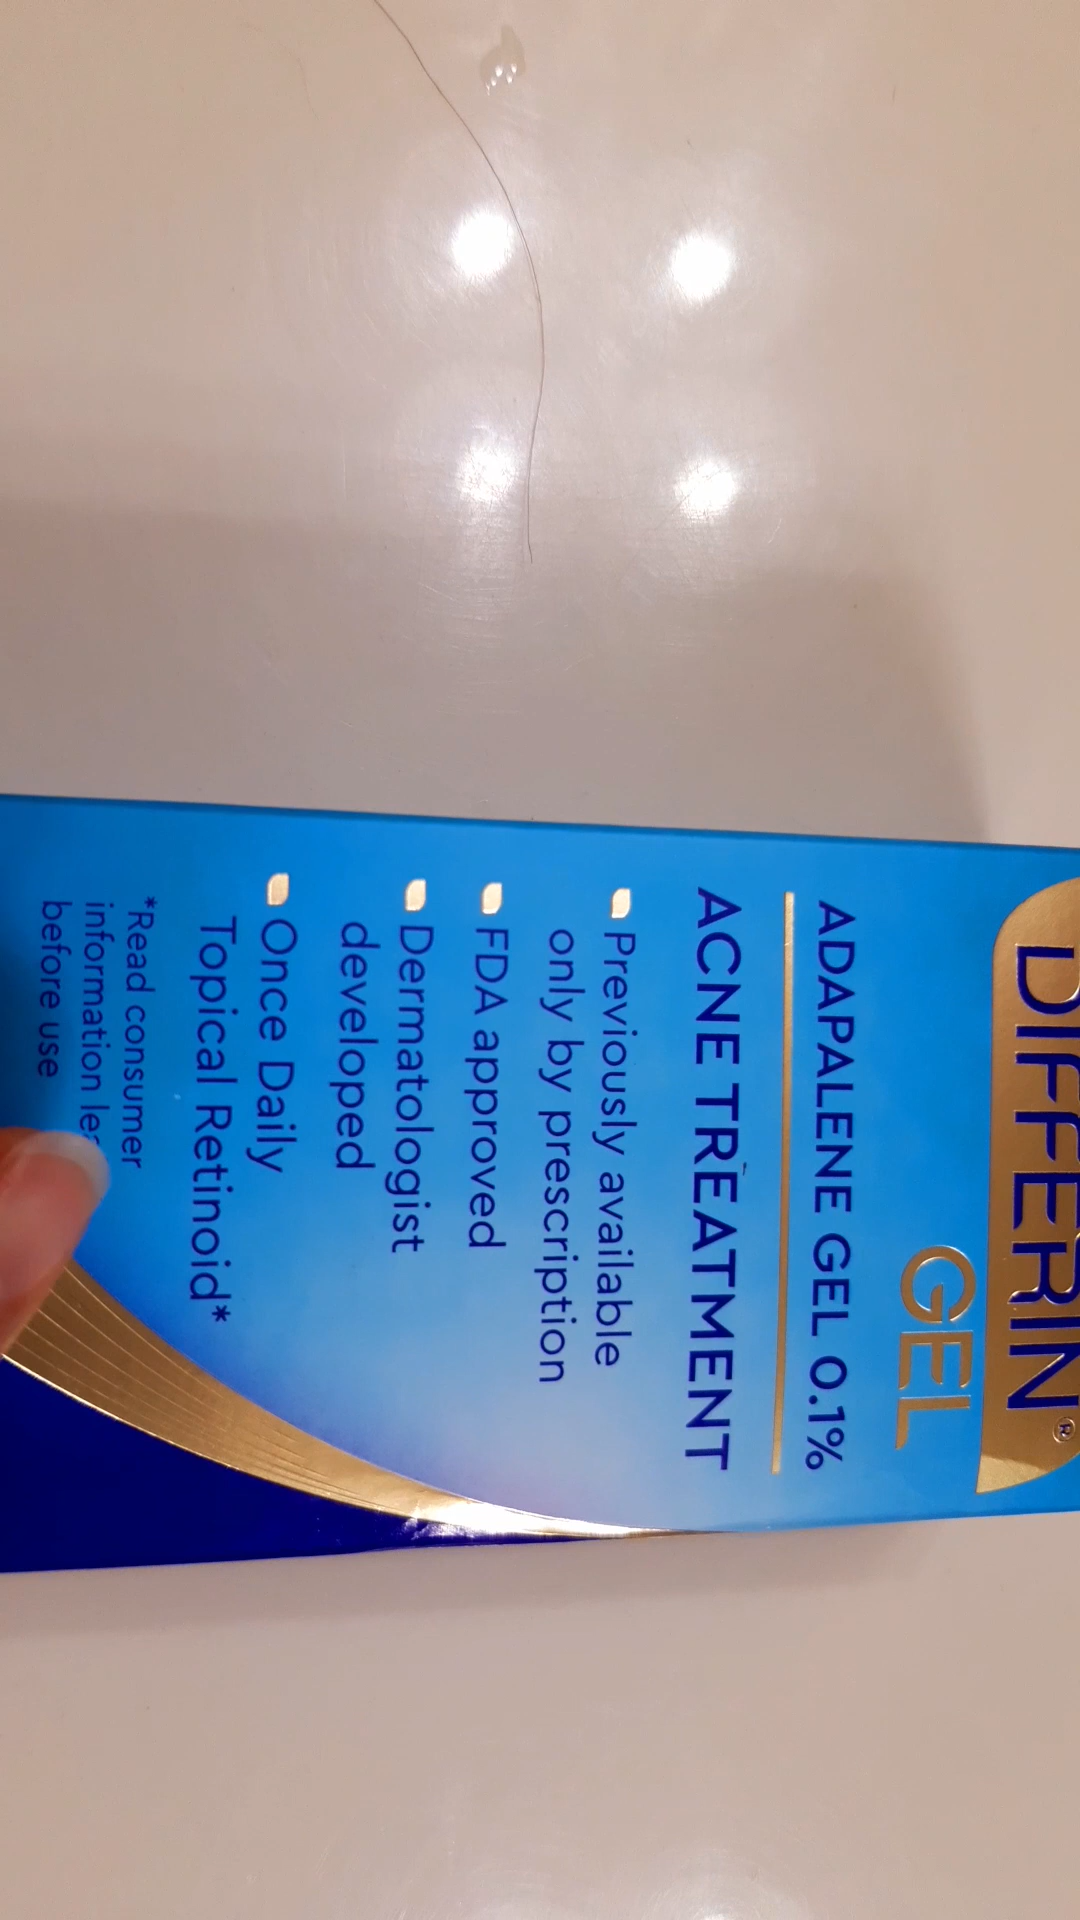 DIFFERIN®
GEL
ADAPALENE GEL 0.1%
ACNE TREATMENT
Previously available
only by prescription
FDA approved
Dermatologist
developed
Once Daily
Topical Retinoid*
*Read consumer
information
before use